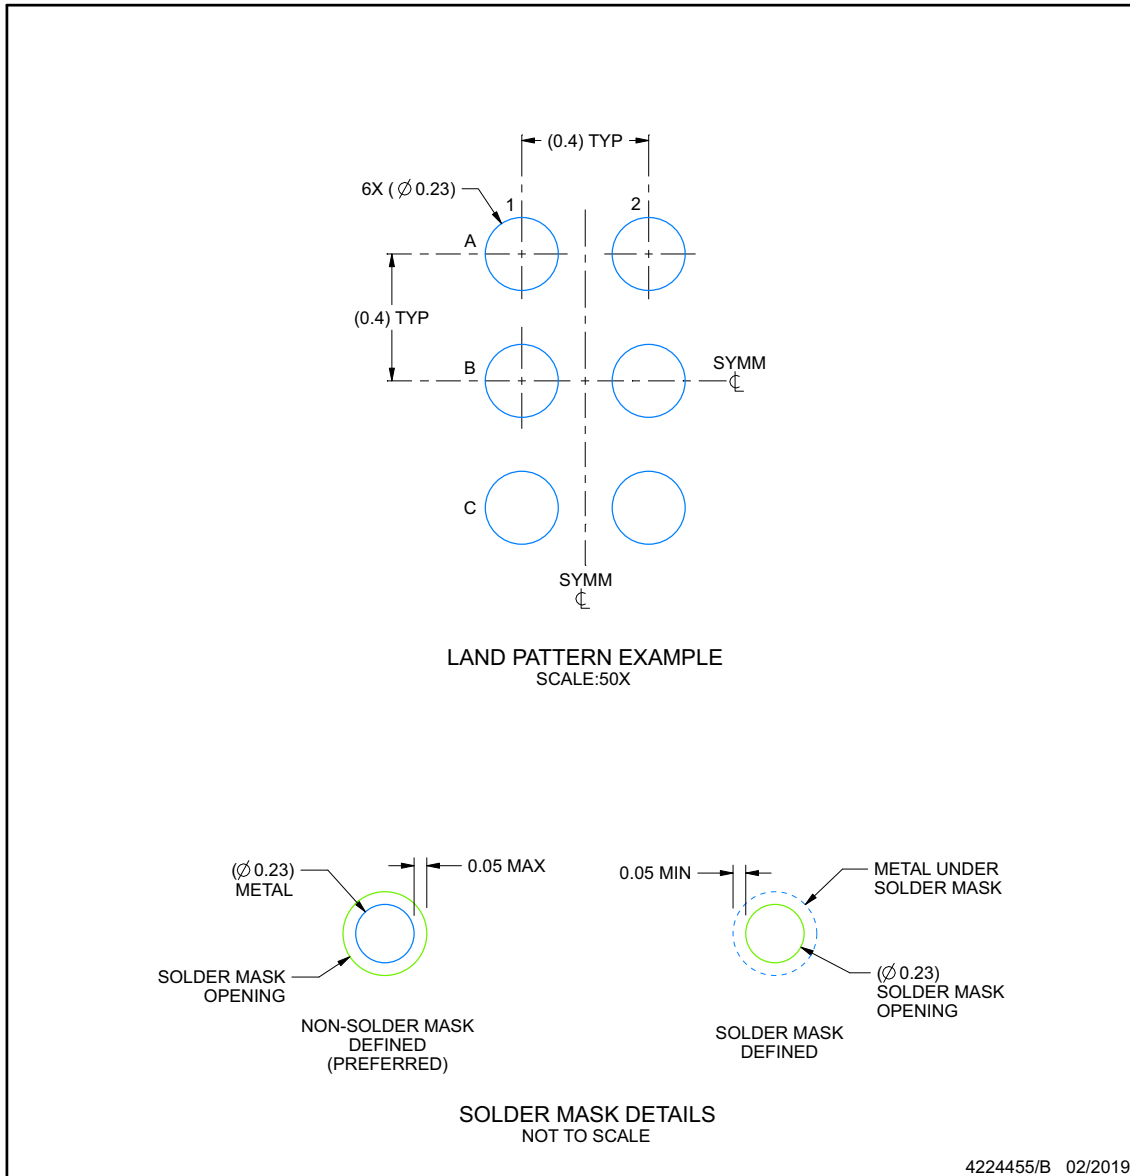 (0.4) TYP
6X (∅ 0.23)
1
2
A
(0.4) TYP
B
SYMM
℄
C
SYMM
℄
LAND PATTERN EXAMPLE
SCALE:50X
(∅ 0.23)
METAL
0.05 MAX
SOLDER MASK
OPENING
NON-SOLDER MASK
DEFINED
(PREFERRED)
0.05 MIN
METAL UNDER
SOLDER MASK
(∅ 0.23)
SOLDER MASK
OPENING
SOLDER MASK
DEFINED
SOLDER MASK DETAILS
NOT TO SCALE
4224455/B 02/2019